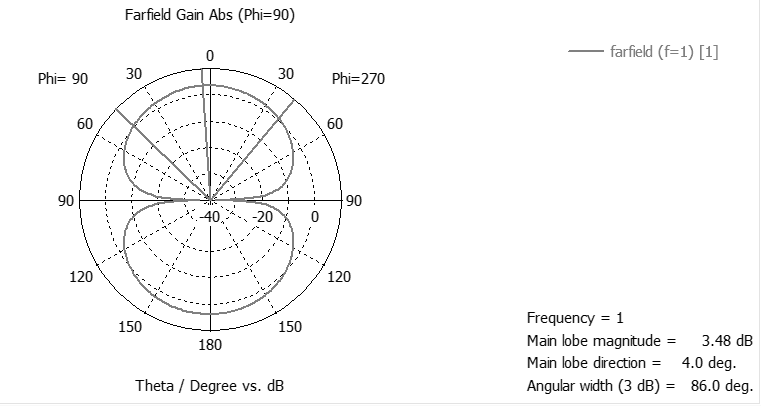 Farfield Gain Abs (Phi=90)
farfield (f=1) [1]
0
30 30
Phi= 90 Phi=270
60 60
90 90
-40 -20 0
120 120
150 150
180
Theta / Degree vs. dB
Frequency = 1
Main lobe magnitude = 3.48 dB
Main lobe direction = 4.0 deg.
Angular width (3 dB) = 86.0 deg.